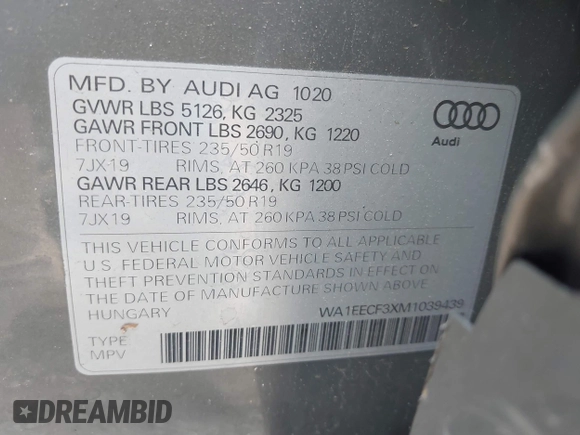 MFD. BY AUDI AG 1020
GVWR LBS 5126, KG 2325
GAWR FRONT LBS 2690, KG 1220
FRONT-TIRES 235/50 R19
7JX19 RIMS, AT 260 KPA 38 PSI COLD
GAWR REAR LBS 2646, KG 1200
REAR-TIRES 235/50 R19
7JX19 RIMS, AT 260 KPA 38 PSI COLD
Audi
THIS VEHICLE CONFORMS TO ALL APPLICABLE
U.S. FEDERAL MOTOR VEHICLE SAFETY AND
THEFT PREVENTION STANDARDS IN EFFECT ON
THE DATE OF MANUFACTURE SHOWN ABOVE
HUNGARY
WA1EECF3XM1039439
TYPE
MPV
DREAMBID